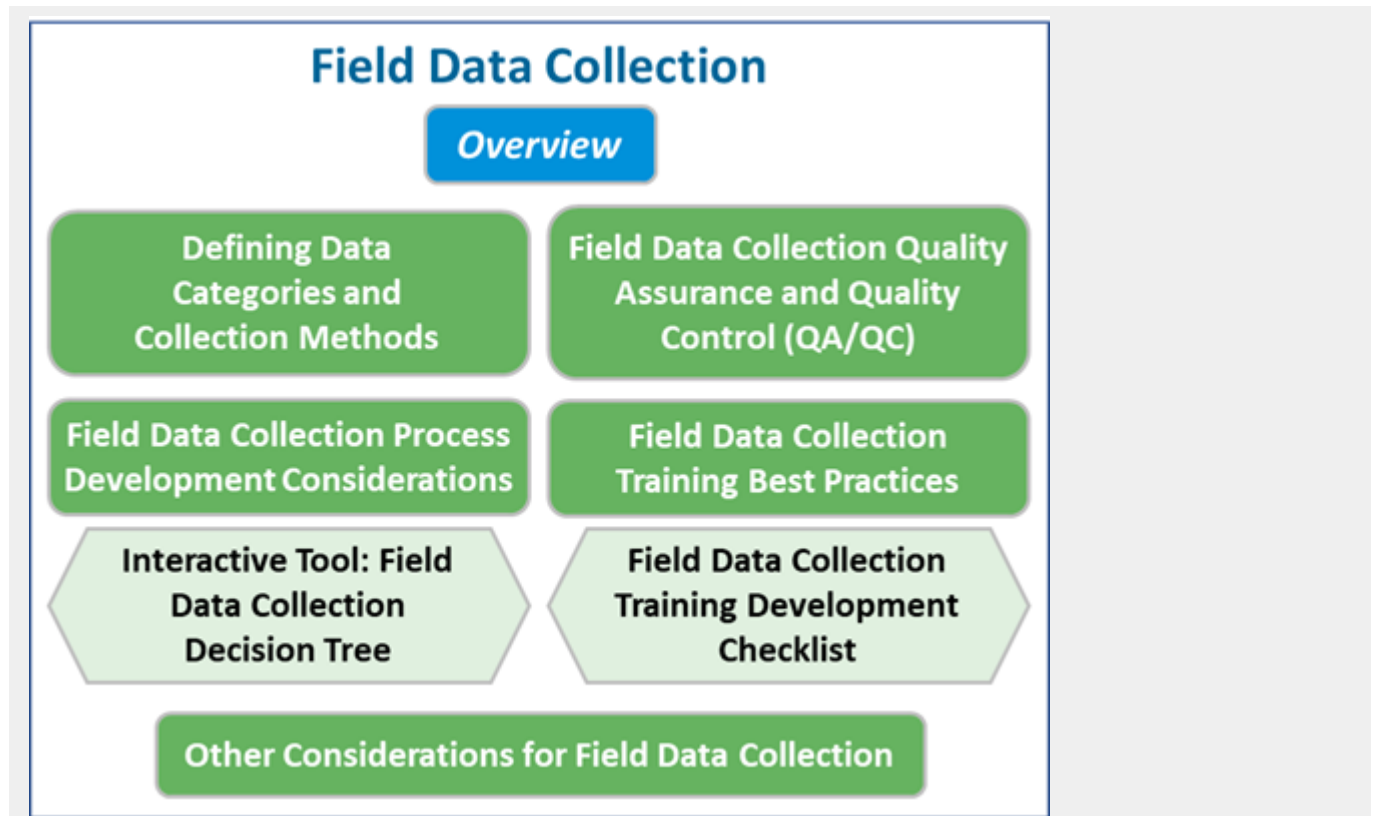 Field Data Collection
Overview
Defining Data
Categories and
Collection Methods
Field Data Collection Quality
Assurance and Quality
Control (QA/QC)
Field Data Collection Process
Development Considerations
Field Data Collection
Training Best Practices
Interactive Tool: Field
Data Collection
Decision Tree
Field Data Collection
Training Development
Checklist
Other Considerations for Field Data Collection